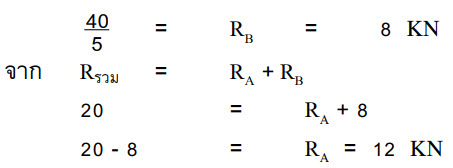 40/5 = R_B = 8 KN
จาก R_รวม = R_A + R_B
20 = R_A + 8
20 - 8 = R_A = 12 KN